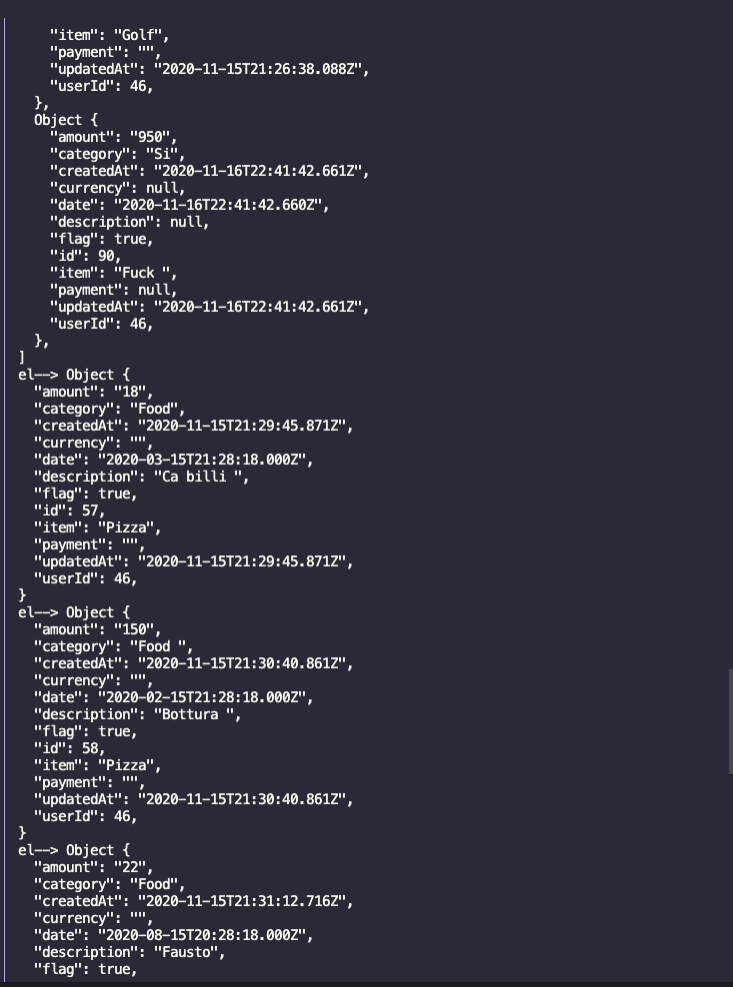 "item": "Golf",
"payment": "",
"updatedAt": "2020-11-15T21:26:38.088Z",
"userId": 46,
},
Object {
"amount": "950",
"category": "Si",
"createdAt": "2020-11-16T22:41:42.661Z",
"currency": null,
"date": "2020-11-16T22:41:42.660Z",
"description": null,
"flag": true,
"id": 90,
"item": "Fuck ",
"payment": null,
"updatedAt": "2020-11-16T22:41:42.661Z",
"userId": 46,
},
]
el--> Object {
"amount": "18",
"category": "Food",
"createdAt": "2020-11-15T21:29:45.871Z",
"currency": "",
"date": "2020-03-15T21:28:18.000Z",
"description": "Ca billi ",
"flag": true,
"id": 57,
"item": "Pizza",
"payment": "",
"updatedAt": "2020-11-15T21:29:45.871Z",
"userId": 46,
}
el--> Object {
"amount": "150",
"category": "Food ",
"createdAt": "2020-11-15T21:30:40.861Z",
"currency": "",
"date": "2020-02-15T21:28:18.000Z",
"description": "Bottura ",
"flag": true,
"id": 58,
"item": "Pizza",
"payment": "",
"updatedAt": "2020-11-15T21:30:40.861Z",
"userId": 46,
}
el--> Object {
"amount": "22",
"category": "Food",
"createdAt": "2020-11-15T21:31:12.716Z",
"currency": "",
"date": "2020-08-15T20:28:18.000Z",
"description": "Fausto",
"flag": true,